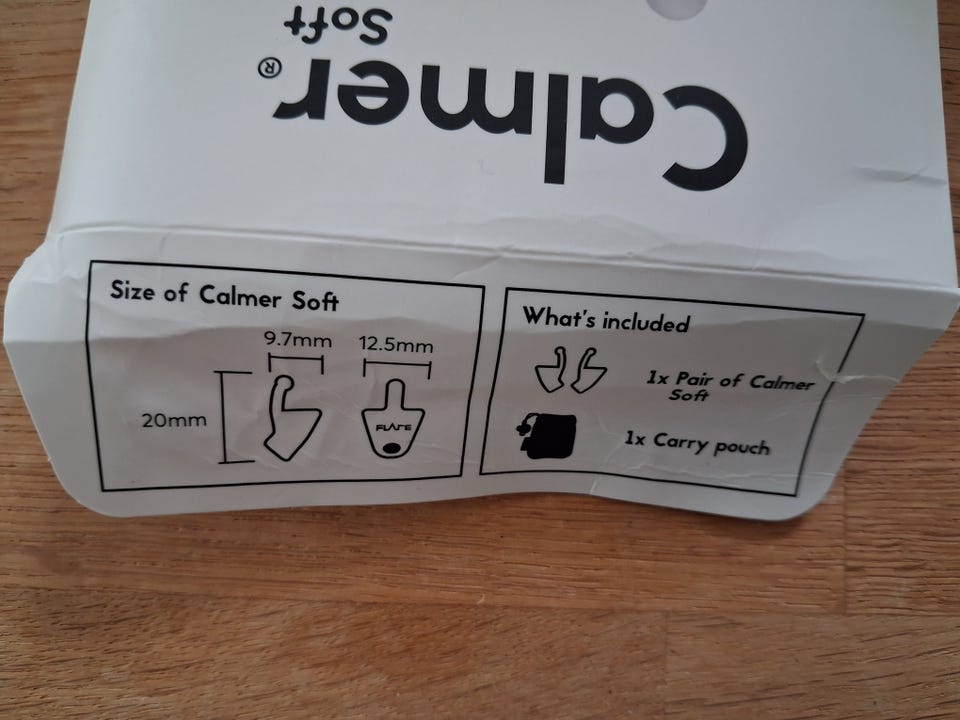 Calmer®
Soft
Size of Calmer Soft
9.7mm
12.5mm
20mm
FLARE
What's included
1x Pair of Calmer
Soft
1x Carry pouch